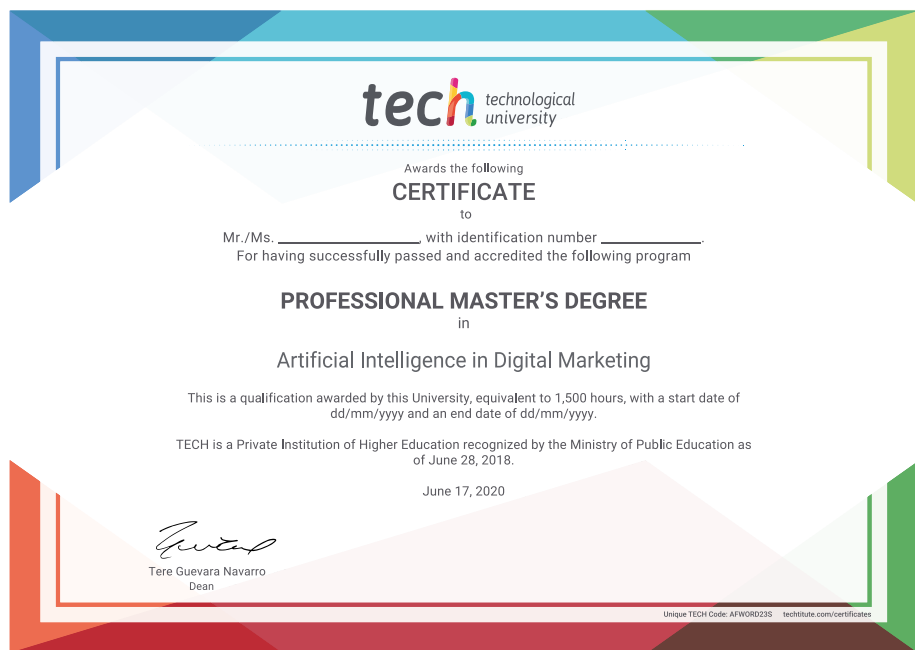 tech technological
university
Awards the following
CERTIFICATE
to
Mr./Ms. ________________, with identification number ____________.
For having successfully passed and accredited the following program
PROFESSIONAL MASTER'S DEGREE
in
Artificial Intelligence in Digital Marketing
This is a qualification awarded by this University, equivalent to 1,500 hours, with a start date of
dd/mm/yyyy and an end date of dd/mm/yyyy.
TECH is a Private Institution of Higher Education recognized by the Ministry of Public Education as
of June 28, 2018.
June 17, 2020
Tere Guevara Navarro
Dean
Unique TECH Code: AFWORD23S techtitute.com/certificates